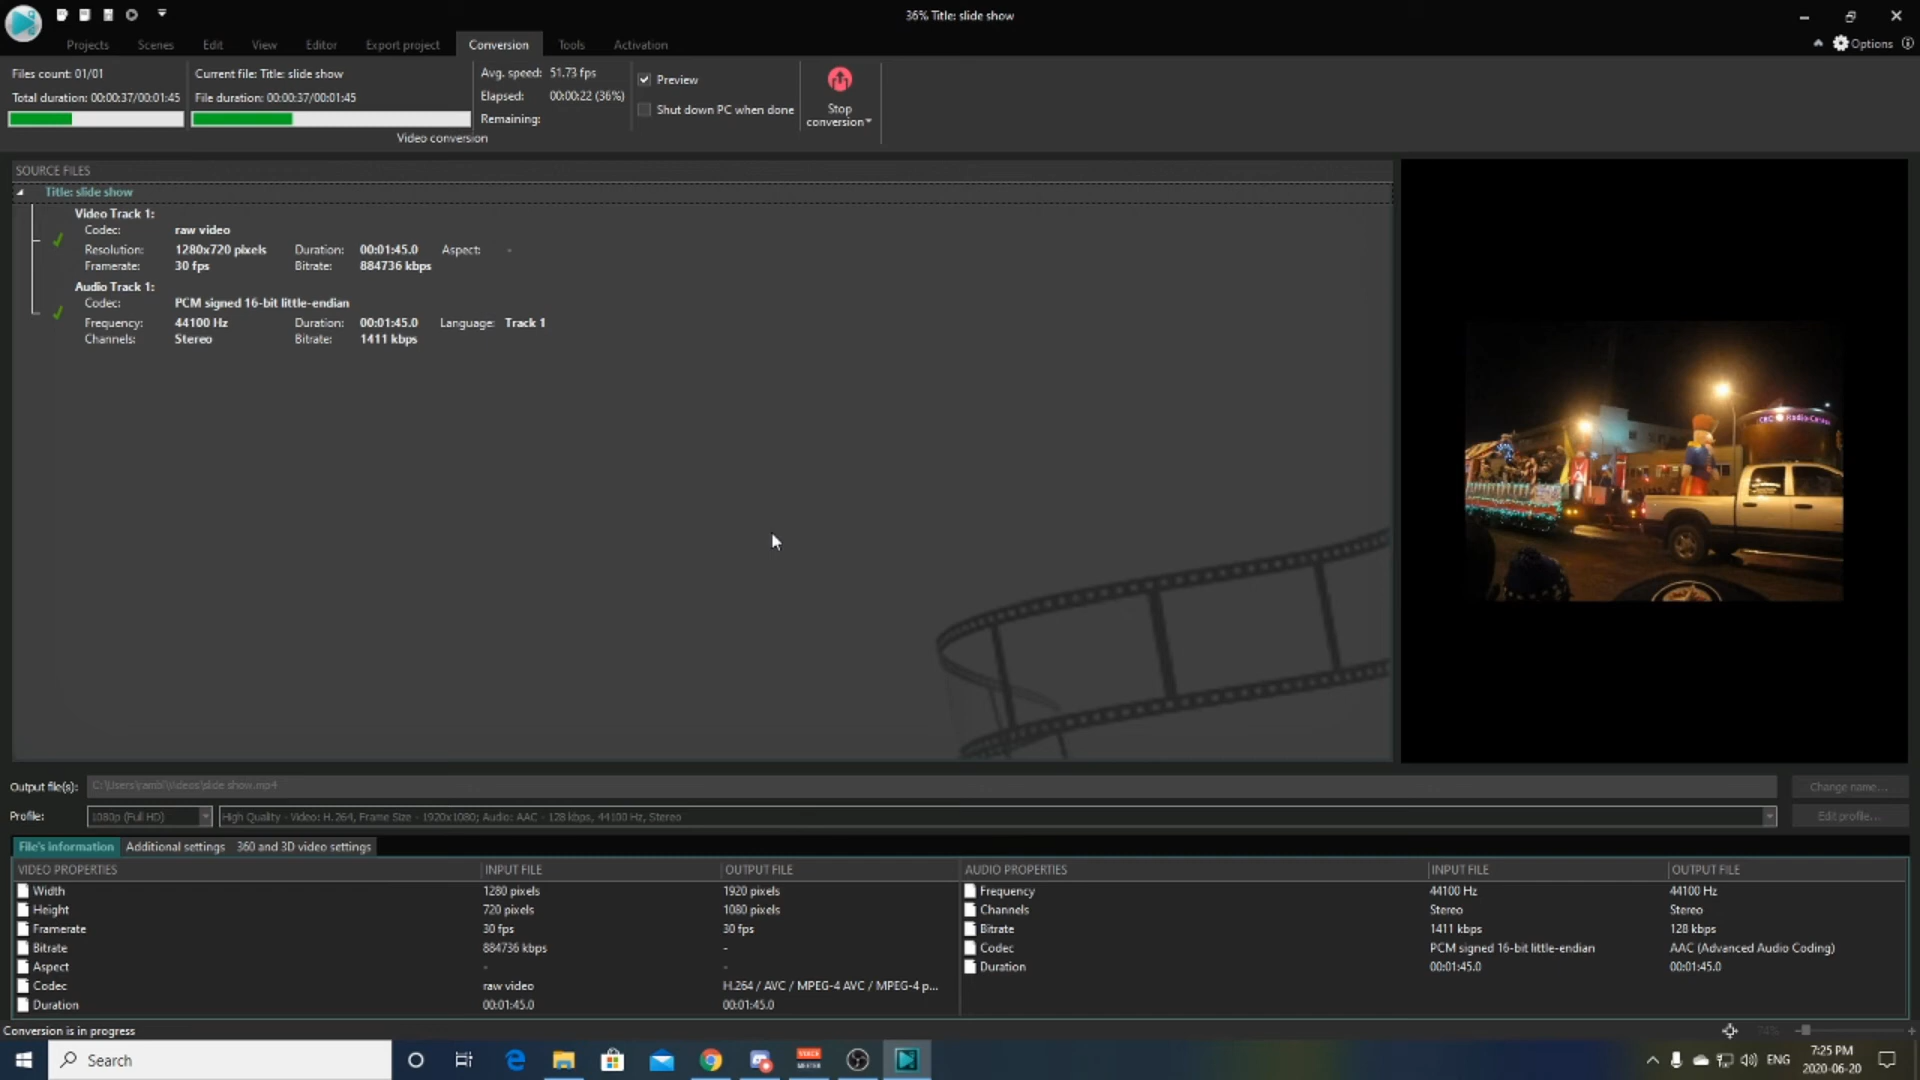 36% Title: slide show
Projects Scenes Edit View Editor Export project Conversion Tools Activation
Options
Files count: 01/01
Total duration: 00:00:37/00:01:45
Current file: Title: slide show
File duration: 00:00:37/00:01:45
Avg. speed: 51.73 fps
Elapsed: 00:00:22 (36%)
Remaining:
Preview
Shut down PC when done
Stop
conversion
Video conversion
SOURCE FILES
Title: slide show
Video Track 1:
Codec: raw video
Resolution: 1280x720 pixels Duration: 00:01:45.0 Aspect: -
Framerate: 30 fps Bitrate: 884736 kbps
Audio Track 1:
Codec: PCM signed 16-bit little-endian
Frequency: 44100 Hz Duration: 00:01:45.0 Language: Track 1
Channels: Stereo Bitrate: 1411 kbps
Output file(s): C:\Users\rambi\Videos\slide show.mp4 Change name...
Profile: 1080p (Full HD) High Quality - Video: H.264, Frame Size - 1920x1080; Audio: AAC - 128 kbps, 44100 Hz, Stereo Edit profile...
File's information Additional settings 360 and 3D video settings
VIDEO PROPERTIES INPUT FILE OUTPUT FILE
Width 1280 pixels 1920 pixels
Height 720 pixels 1080 pixels
Framerate 30 fps 30 fps
Bitrate 884736 kbps -
Aspect - -
Codec raw video H.264 / AVC / MPEG-4 AVC / MPEG-4 p...
Duration 00:01:45.0 00:01:45.0
AUDIO PROPERTIES INPUT FILE OUTPUT FILE
Frequency 44100 Hz 44100 Hz
Channels Stereo Stereo
Bitrate 1411 kbps 128 kbps
Codec PCM signed 16-bit little-endian AAC (Advanced Audio Coding)
Duration 00:01:45.0 00:01:45.0
Conversion is in progress
Search
ENG
7:25 PM
2020-06-20